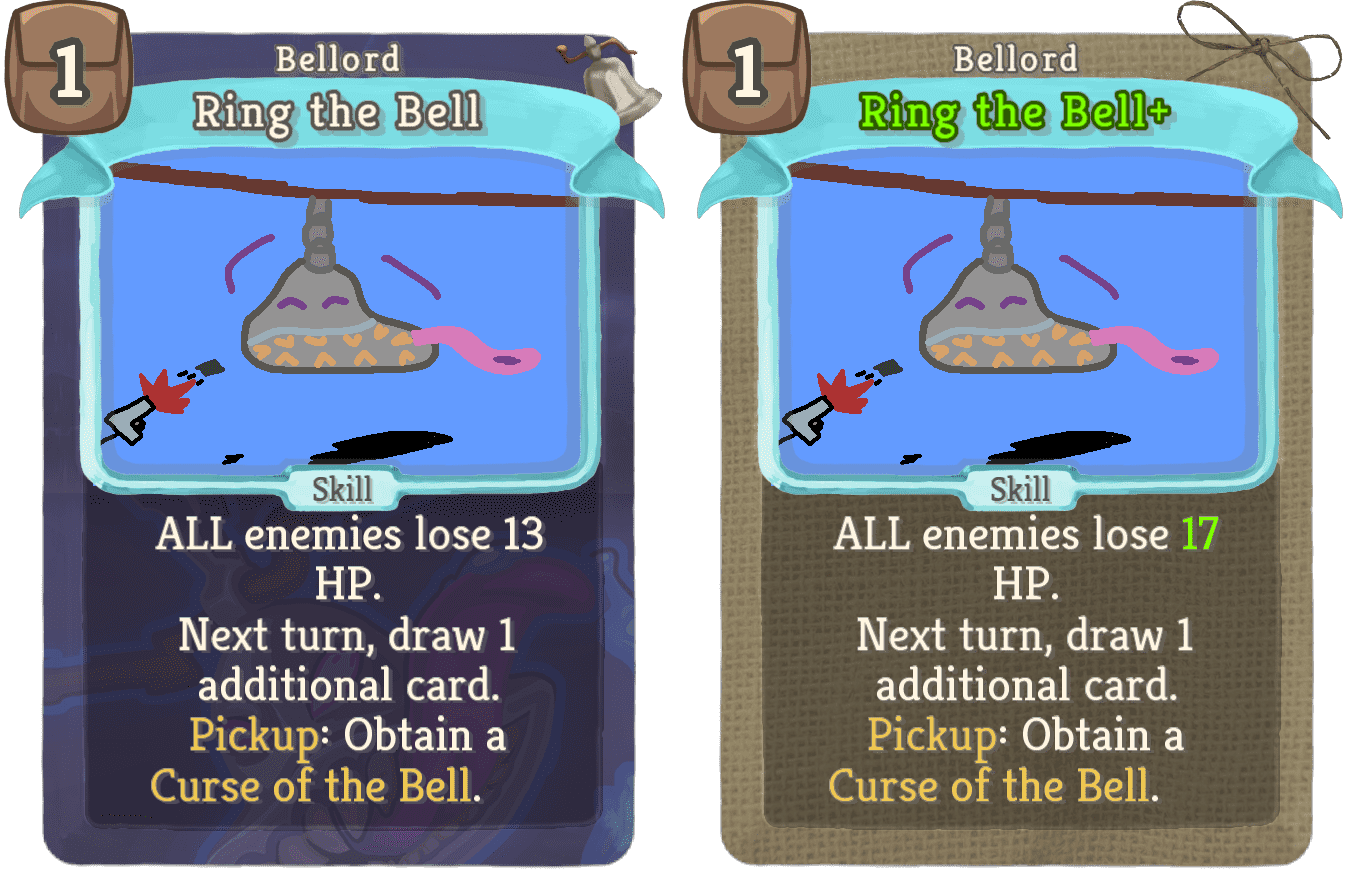 1
Bellord
Ring the Bell
Skill
ALL enemies lose 13
HP.
Next turn, draw 1
additional card.
Pickup: Obtain a
Curse of the Bell.
1
Bellord
Ring the Bell+
Skill
ALL enemies lose 17
HP.
Next turn, draw 1
additional card.
Pickup: Obtain a
Curse of the Bell.